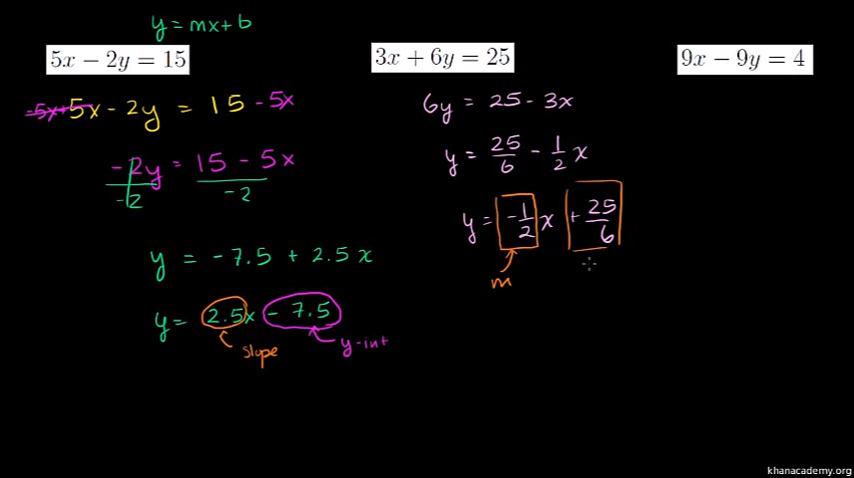 y = mx + b
5x − 2y = 15
-5x + 5x - 2y = 15 - 5x
-2y = 15 - 5x
-2 -2
y = -7.5 + 2.5x
y = 2.5x - 7.5
slope
y-int
3x + 6y = 25
6y = 25 - 3x
y = 25/6 - 1/2 x
y = -1/2 x + 25/6
m
9x − 9y = 4
khanacademy.org